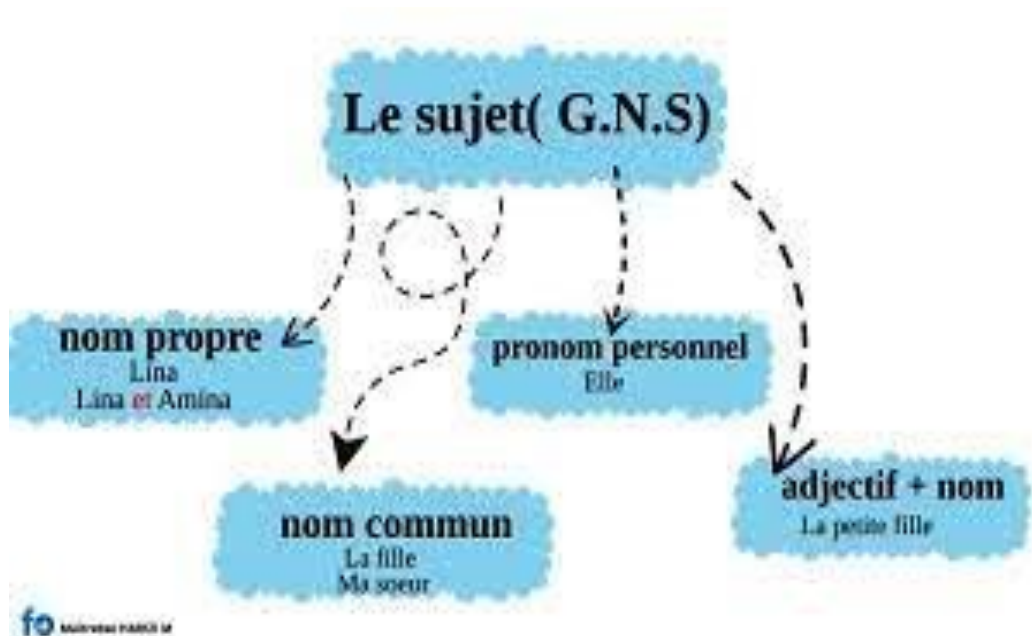 Le sujet( G.N.S)
nom propre
Lina
Lina et Amina
pronom personnel
Elle
nom commun
La fille
Ma soeur
adjectif + nom
La petite fille